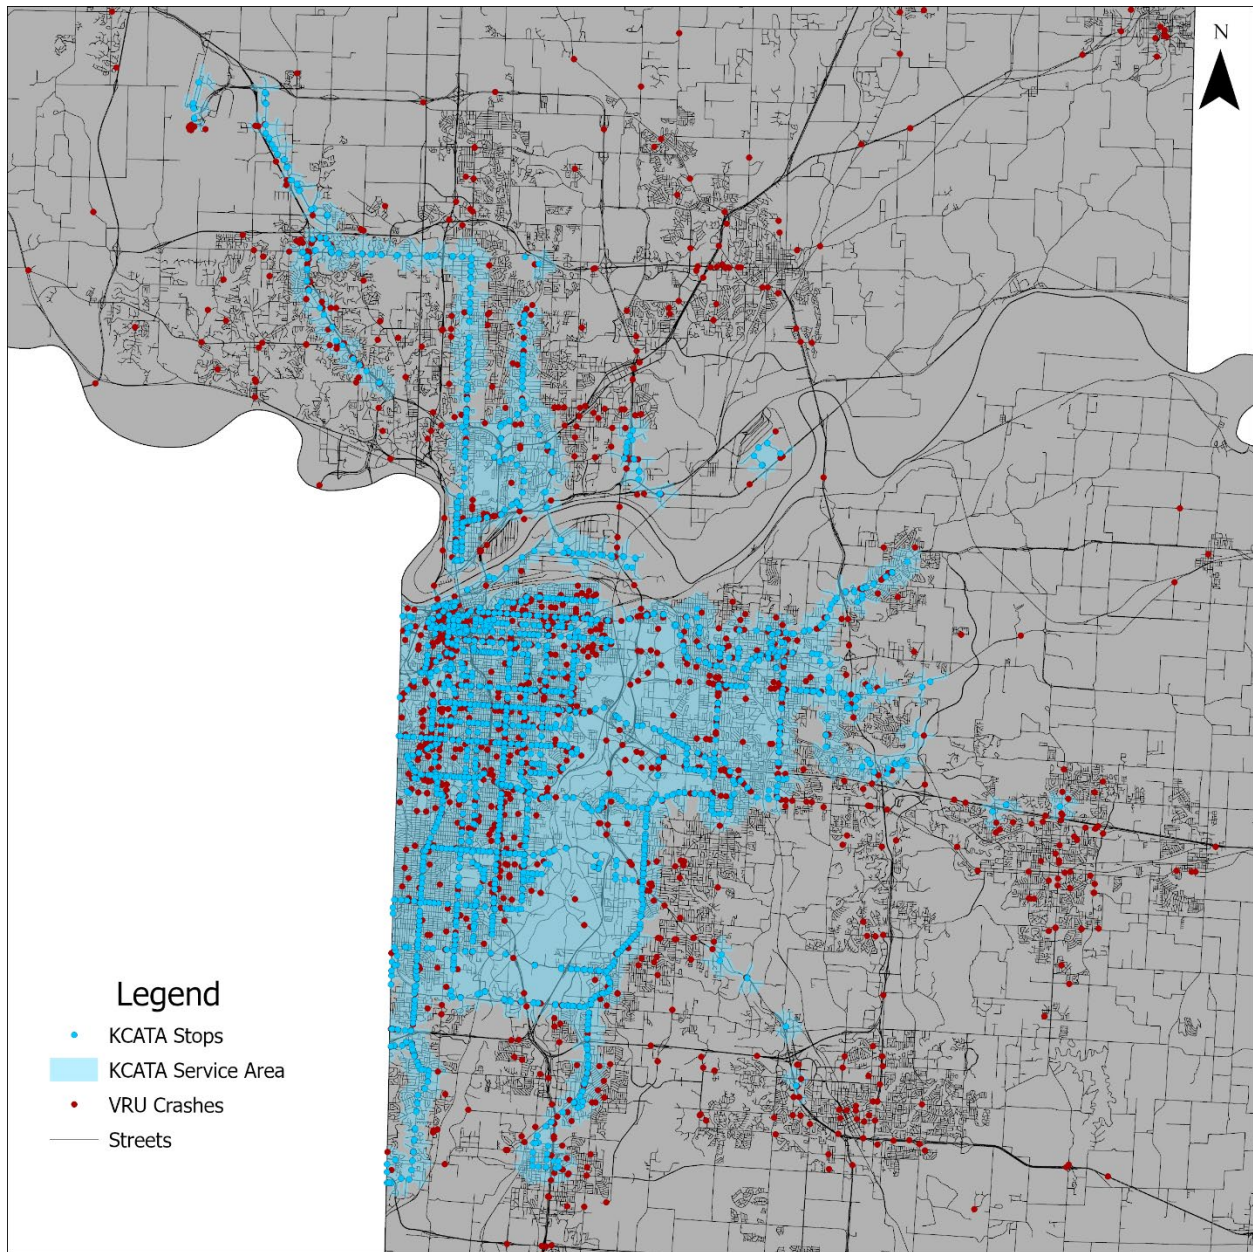 N
Legend
KCATA Stops
KCATA Service Area
VRU Crashes
Streets